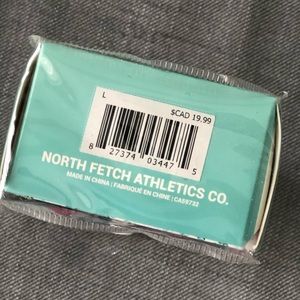 L
$CAD 19.99
8 27374 03447 5
NORTH FETCH ATHLETICS CO.
MADE IN CHINA | FABRIQUÉ EN CHINE | CA59732